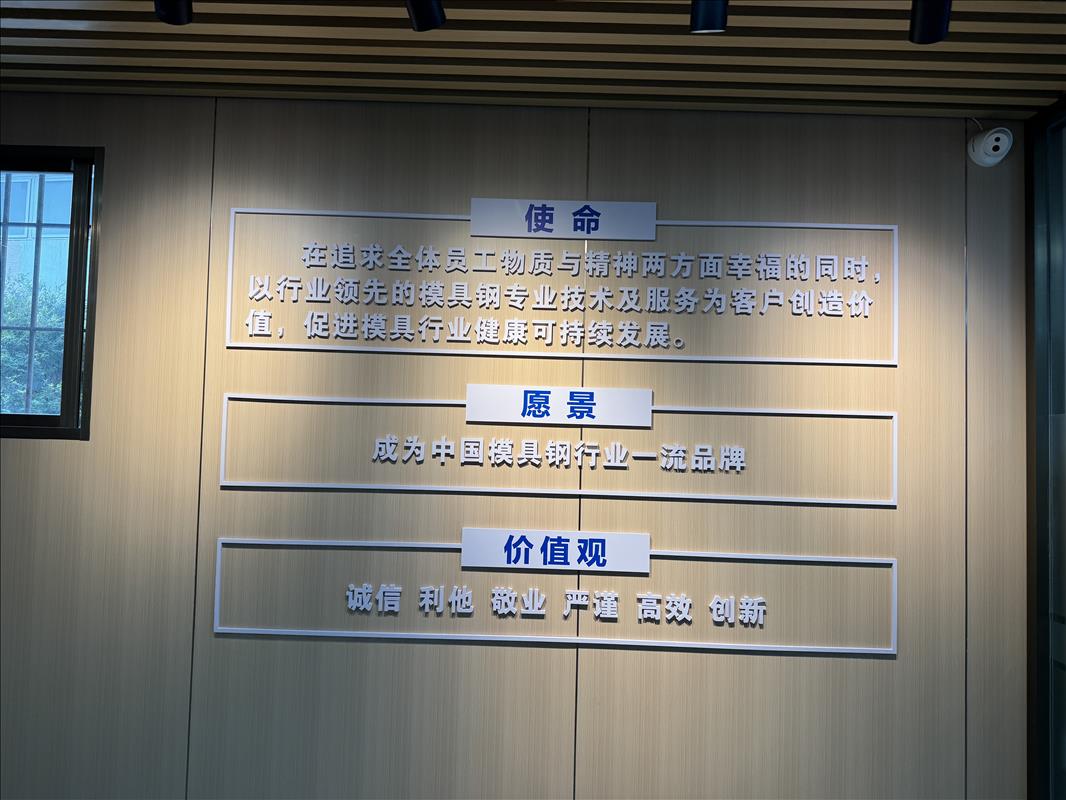 使命
在追求全体员工物质与精神两方面幸福的同时，
以行业领先的模具钢专业技术及服务为客户创造价
值，促进模具行业健康可持续发展。
愿景
成为中国模具钢行业一流品牌
价值观
诚信 利他 敬业 严谨 高效 创新